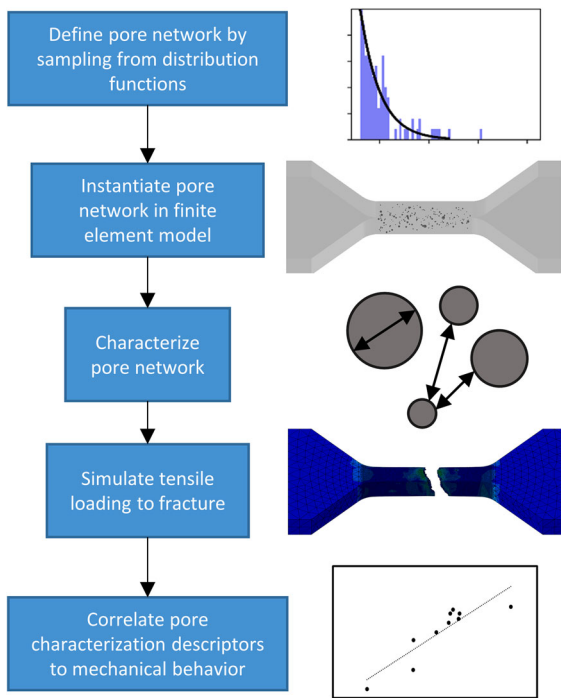 Define pore network by
sampling from distribution
functions
Instantiate pore
network in finite
element model
Characterize
pore network
Simulate tensile
loading to fracture
Correlate pore
characterization descriptors
to mechanical behavior